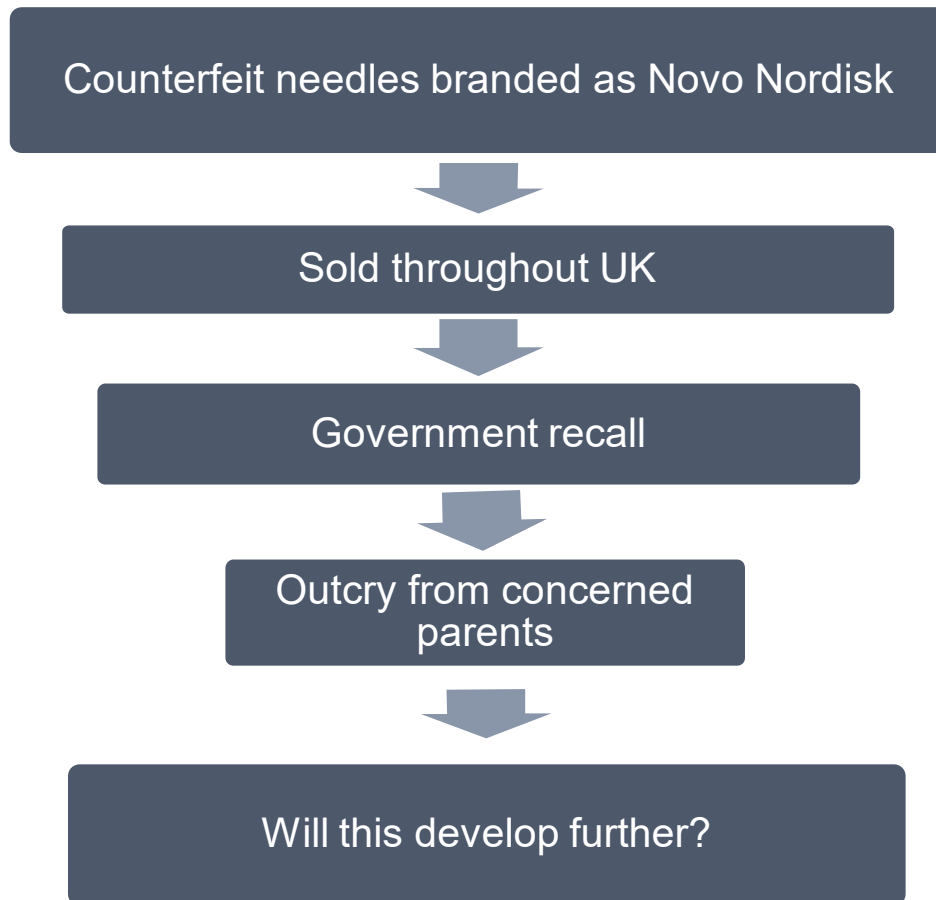 Counterfeit needles branded as Novo Nordisk
Sold throughout UK
Government recall
Outcry from concerned
parents
Will this develop further?